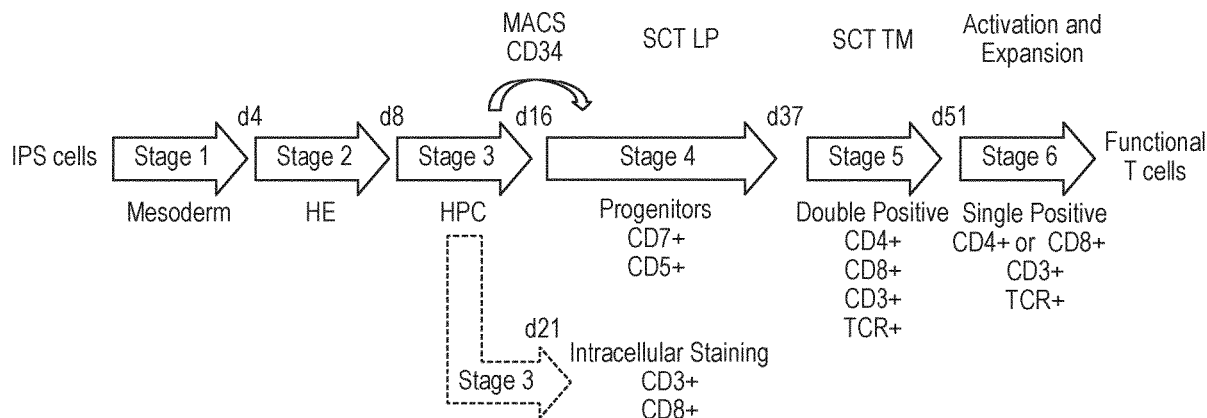 MACS
CD34
SCT LP
SCT TM
Activation and
Expansion
d4
d8
d16
d37
d51
IPS cells
Stage 1
Stage 2
Stage 3
Stage 4
Stage 5
Stage 6
Functional
T cells
Mesoderm
HE
HPC
Progenitors
CD7+
CD5+
Double Positive
CD4+
CD8+
CD3+
TCR+
Single Positive
CD4+ or CD8+
CD3+
TCR+
d21
Stage 3
Intracellular Staining
CD3+
CD8+